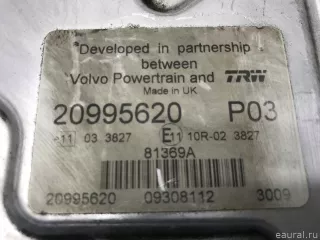 *Developed in partnership
between
Volvo Powertrain and TRW
Made in UK
20995620 P03
11 03 3827 E11 10R-02 3827
81369A
20995620 09308112 3009
eaural.ru